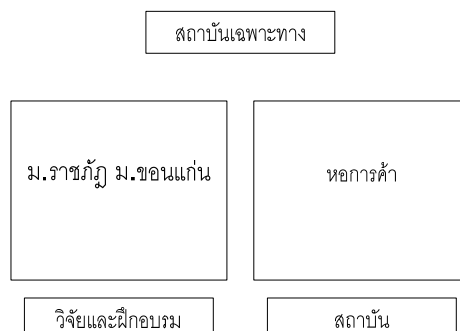 สถาบันเฉพาะทาง
ม.ราชภัฎ ม.ขอนแก่น
หอการค้า
วิจัยและฝึกอบรม
สถาบัน